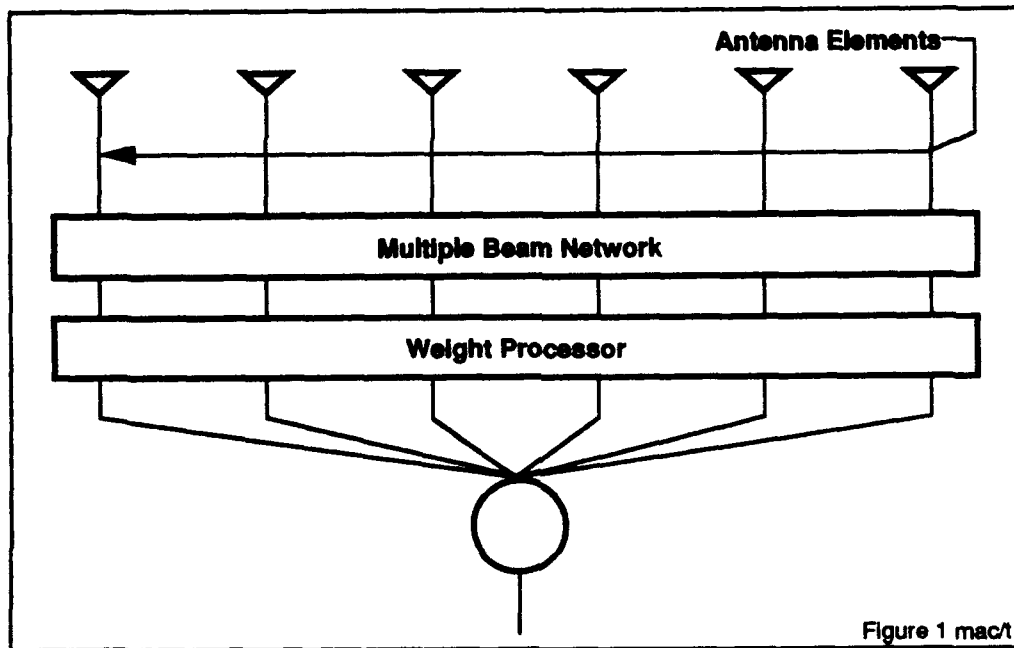 Antenna Elements
Multiple Beam Network
Weight Processor
Figure 1 mac/t